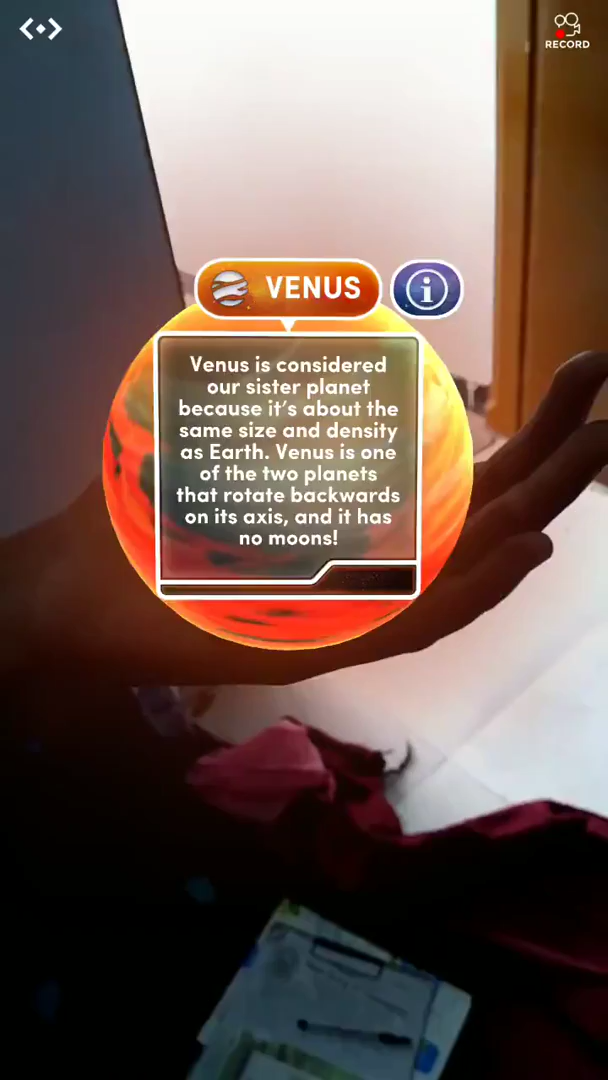 RECORD
VENUS
i
Venus is considered
our sister planet
because it's about the
same size and density
as Earth. Venus is one
of the two planets
that rotate backwards
on its axis, and it has
no moons!